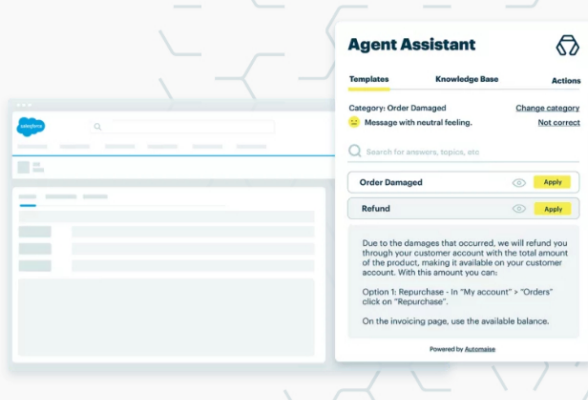 salesforce
Agent Assistant
Templates Knowledge Base Actions
Category: Order Damaged Change category
Message with neutral feeling. Not correct
Search for answers, topics, etc
Order Damaged Apply
Refund Apply
Due to the damages that occurred, we will refund you
through your customer account with the total amount
of the product, making it available on your customer
account. With this amount you can:
Option 1: Repurchase - In "My account" > "Orders"
click on "Repurchase".
On the invoicing page, use the available balance.
Powered by Automaise